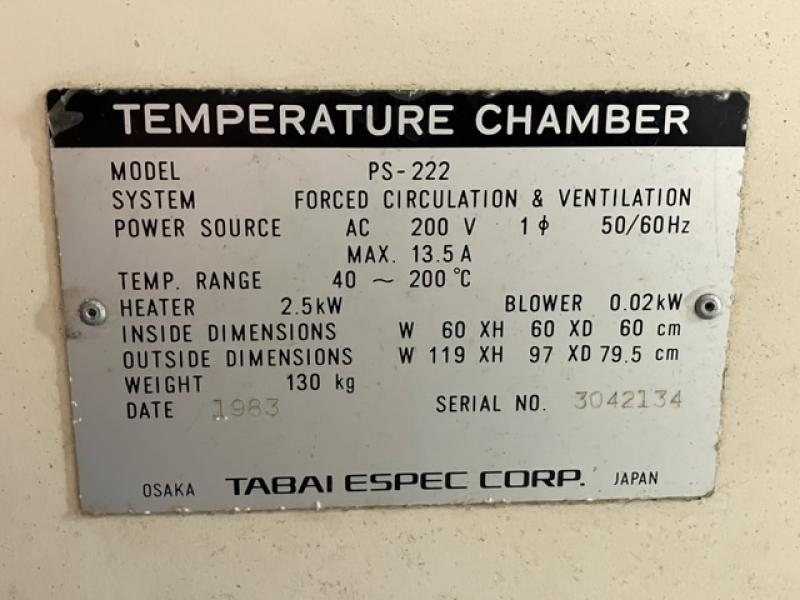 TEMPERATURE CHAMBER
MODEL PS-222
SYSTEM FORCED CIRCULATION & VENTILATION
POWER SOURCE AC 200 V 1ϕ 50/60Hz
MAX. 13.5 A
TEMP. RANGE 40 ~ 200 °C
HEATER 2.5kW BLOWER 0.02kW
INSIDE DIMENSIONS W 60 XH 60 XD 60 cm
OUTSIDE DIMENSIONS W 119 XH 97 XD 79.5 cm
WEIGHT 130 kg
DATE 1983 SERIAL NO. 3042134
OSAKA TABAI ESPEC CORP. JAPAN